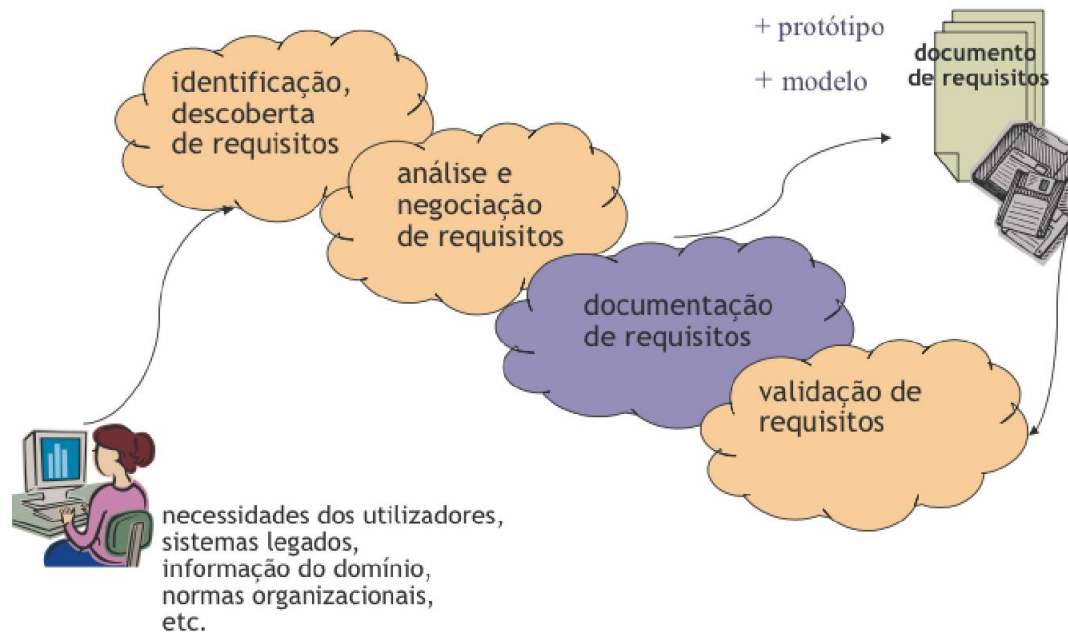 + protótipo
+ modelo
documento
de requisitos
identificação,
descoberta
de requisitos
análise e
negociação
de requisitos
documentação
de requisitos
validação de
requisitos
necessidades dos utilizadores,
sistemas legados,
informação do domínio,
normas organizacionais,
etc.